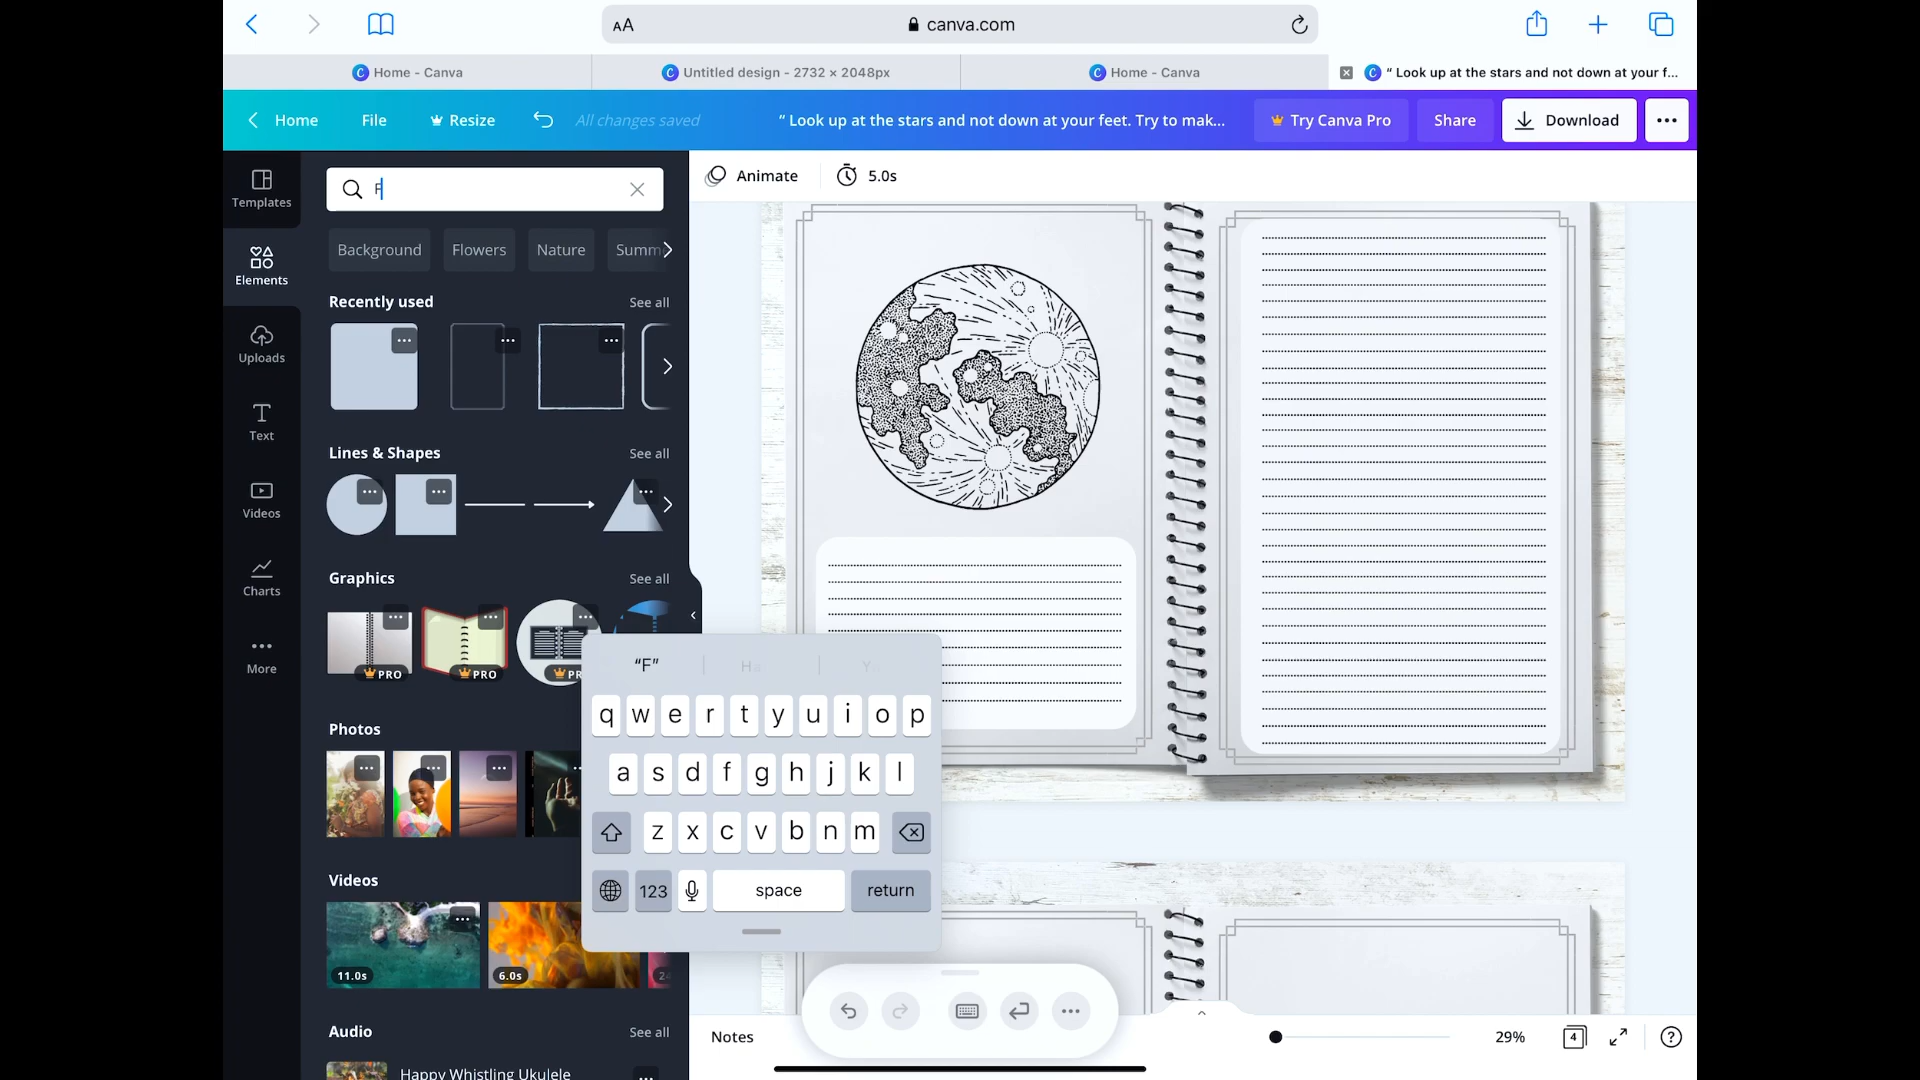 AA
canva.com
Home - Canva
Untitled design - 2732 × 2048px
Home - Canva
“ Look up at the stars and not down at your f...
Home
File
Resize
All changes saved
“ Look up at the stars and not down at your feet. Try to mak...
Try Canva Pro
Share
Download
Templates
Elements
Uploads
Text
Videos
Charts
More
F
Background
Flowers
Nature
Summ
Animate
5.0s
Recently used
See all
Lines & Shapes
See all
Graphics
See all
PRO
PRO
PR
Photos
Videos
11.0s
6.0s
24
Audio
See all
Happy Whistling Ukulele
“F”
Ha
Y
q w e r t y u i o p
a s d f g h j k l
z x c v b n m
123
space
return
Notes
29%
4
?